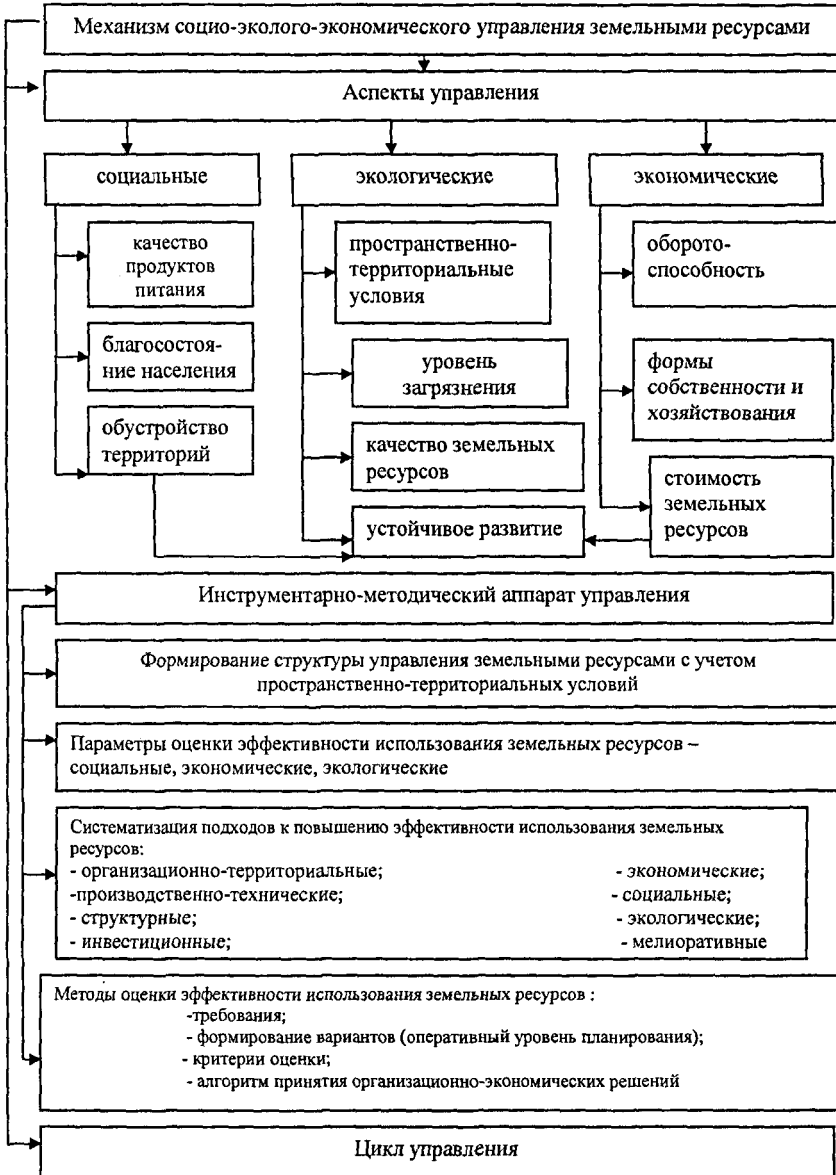 Механизм социо-эколого-экономического управления земельными ресурсами
Аспекты управления
социальные
экологические
экономические
качество
продуктов
питания
благосостоя-
ние населения
обустройство
территорий
пространственно-
территориальные
условия
уровень
загрязнения
качество земельных
ресурсов
устойчивое развитие
оборото-
способность
формы
собственности и
хозяйствования
стоимость
земельных
ресурсов
Инструментарно-методический аппарат управления
Формирование структуры управления земельными ресурсами с учетом
пространственно-территориальных условий
Параметры оценки эффективности использования земельных ресурсов –
социальные, экономические, экологические
Систематизация подходов к повышению эффективности использования земельных
ресурсов:
- организационно-территориальные; - экономические;
-производственно-технические; - социальные;
- структурные; - экологические;
- инвестиционные; - мелиоративные
Методы оценки эффективности использования земельных ресурсов :
-требования;
- формирование вариантов (оперативный уровень планирования);
- критерии оценки;
- алгоритм принятия организационно-экономических решений
Цикл управления